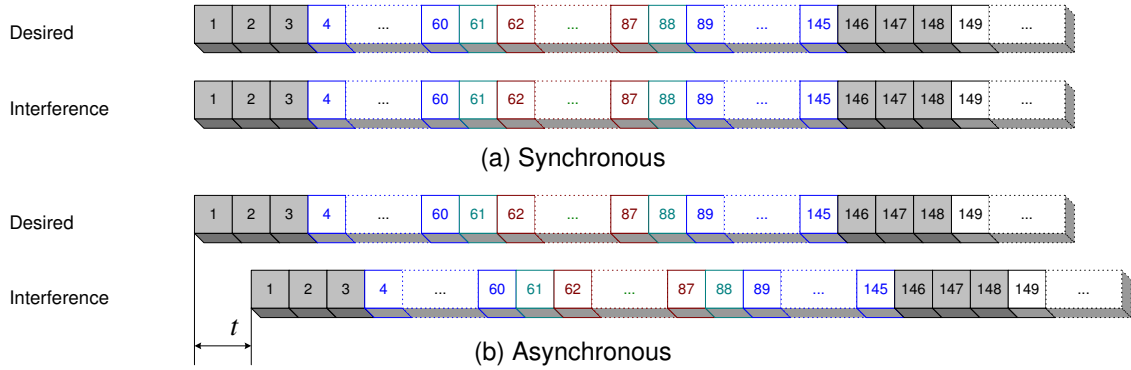 Desired 1 2 3 4 ... 60 61 62 ... 87 88 89 ... 145 146 147 148 149 ...
Interference 1 2 3 4 ... 60 61 62 ... 87 88 89 ... 145 146 147 148 149 ...
(a) Synchronous
Desired 1 2 3 4 ... 60 61 62 ... 87 88 89 ... 145 146 147 148 149 ...
Interference 1 2 3 4 ... 60 61 62 ... 87 88 89 ... 145 146 147 148 149 ...
t
(b) Asynchronous